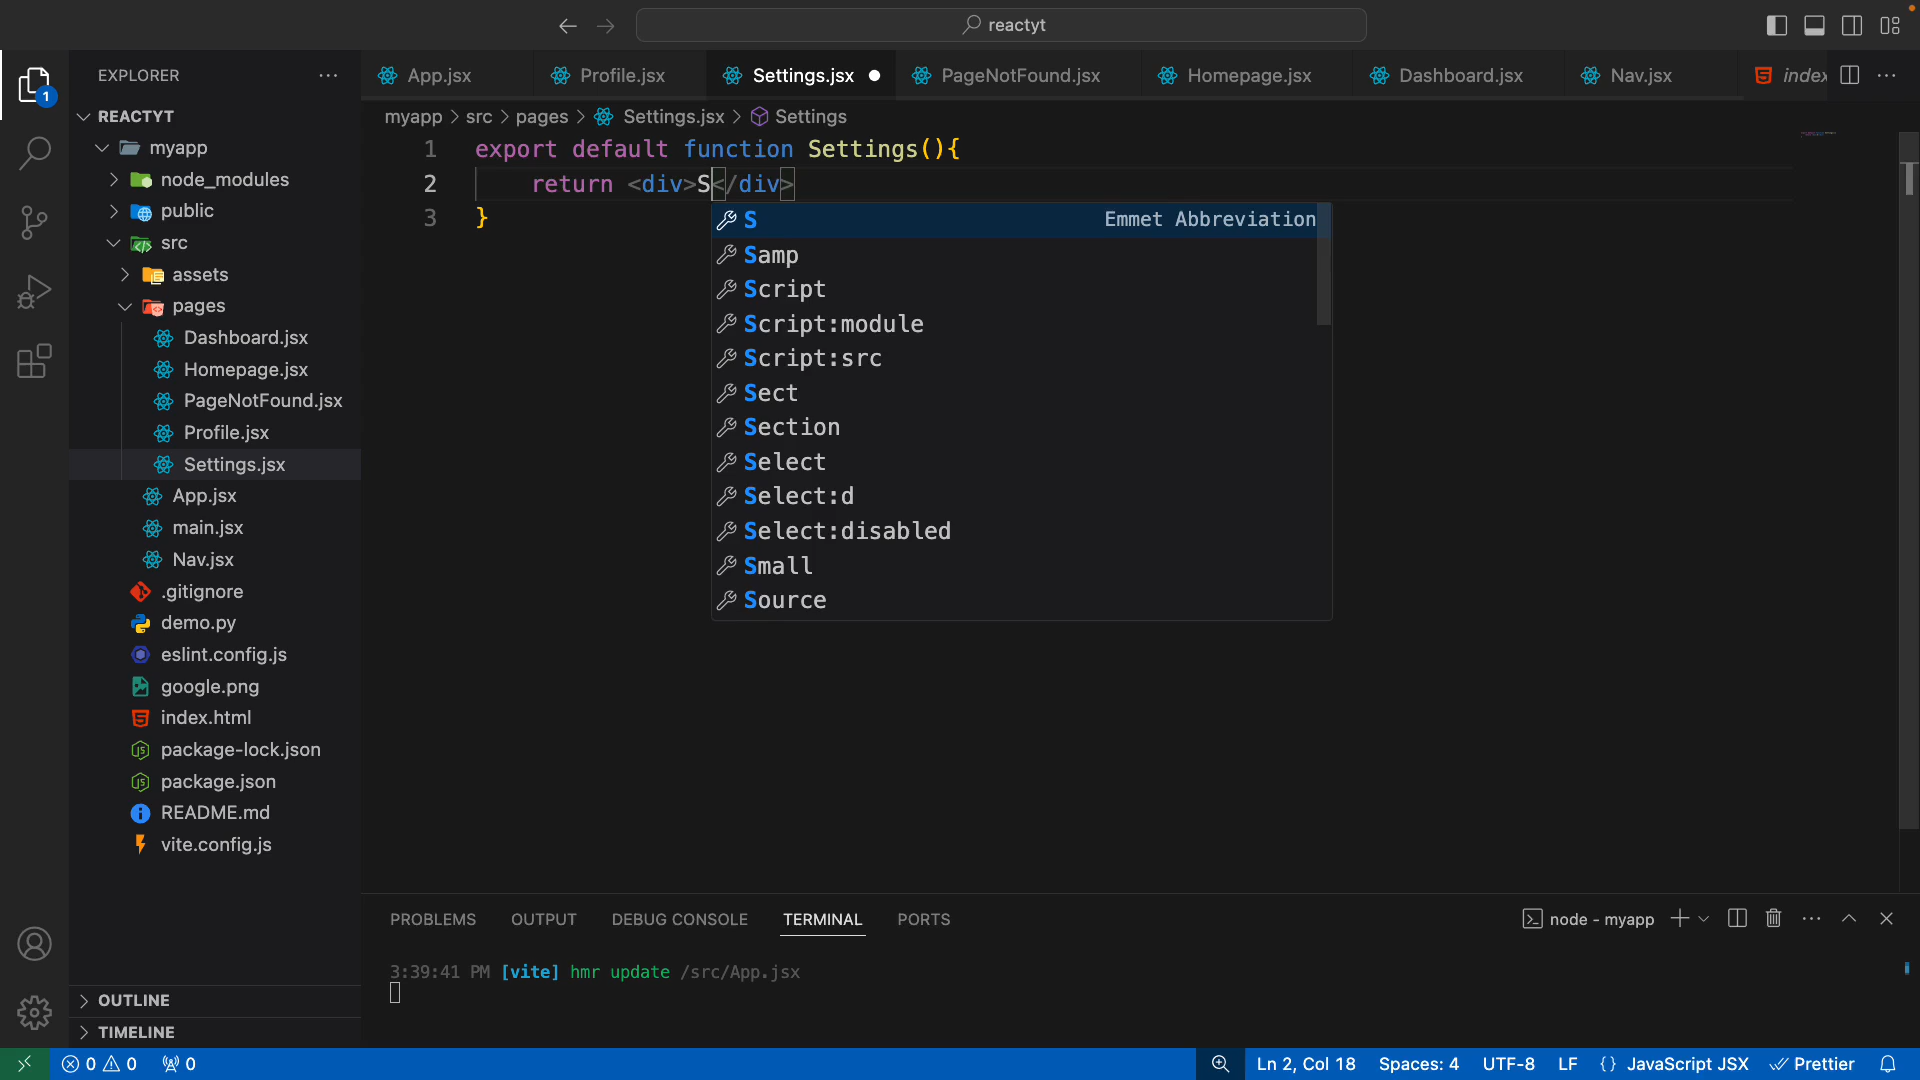 reactyt
EXPLORER
1
REACTYT
myapp
node_modules
public
src
assets
pages
Dashboard.jsx
Homepage.jsx
PageNotFound.jsx
Profile.jsx
Settings.jsx
App.jsx
main.jsx
Nav.jsx
.gitignore
demo.py
eslint.config.js
google.png
index.html
package-lock.json
package.json
README.md
vite.config.js
OUTLINE
TIMELINE
App.jsx
Profile.jsx
Settings.jsx
PageNotFound.jsx
Homepage.jsx
Dashboard.jsx
Nav.jsx
index
myapp > src > pages > Settings.jsx > Settings
1 export default function Settings(){
2 return <div>S</div>
3 }
S Emmet Abbreviation
Samp
Script
Script:module
Script:src
Sect
Section
Select
Select:d
Select:disabled
Small
Source
PROBLEMS OUTPUT DEBUG CONSOLE TERMINAL PORTS
node - myapp
3:39:41 PM [vite] hmr update /src/App.jsx
0 0 0
Ln 2, Col 18 Spaces: 4 UTF-8 LF {} JavaScript JSX Prettier